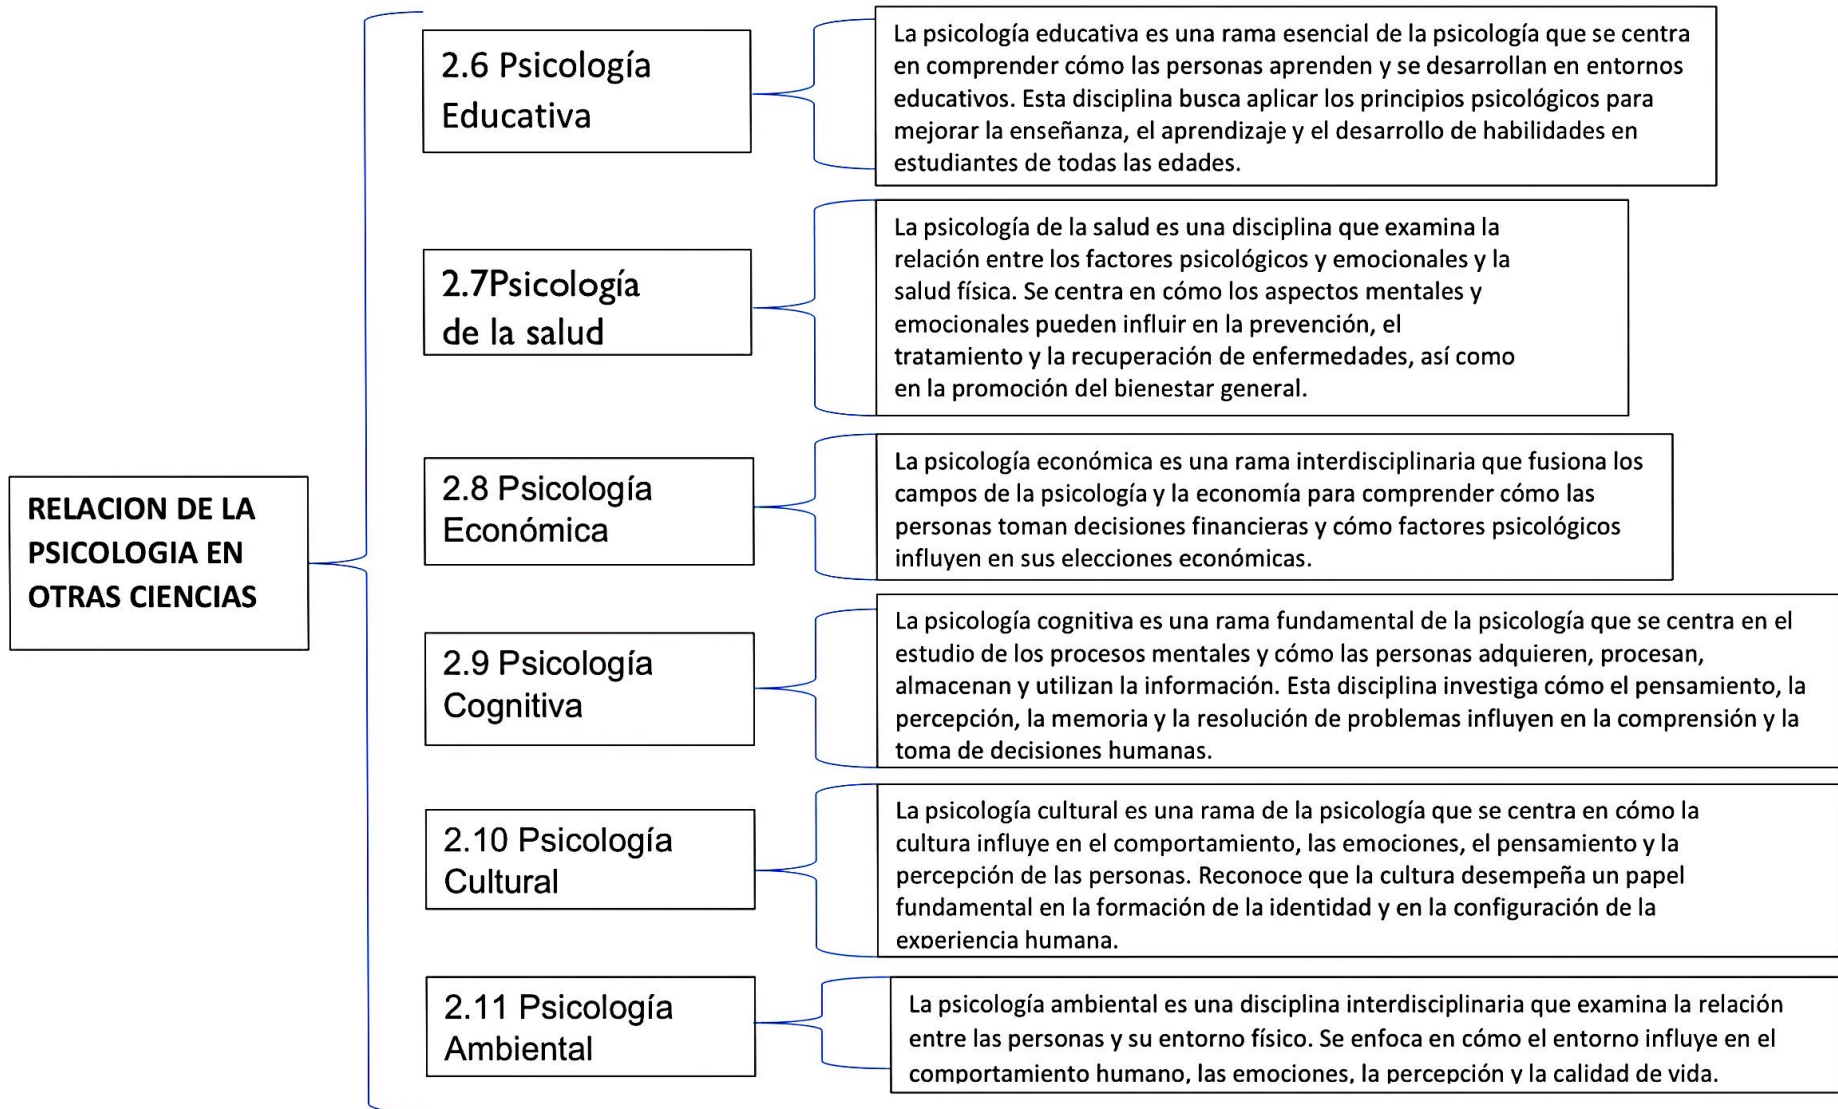 RELACION DE LA
PSICOLOGIA EN
OTRAS CIENCIAS
2.6 Psicología
Educativa
La psicología educativa es una rama esencial de la psicología que se centra
en comprender cómo las personas aprenden y se desarrollan en entornos
educativos. Esta disciplina busca aplicar los principios psicológicos para
mejorar la enseñanza, el aprendizaje y el desarrollo de habilidades en
estudiantes de todas las edades.
2.7Psicología
de la salud
La psicología de la salud es una disciplina que examina la
relación entre los factores psicológicos y emocionales y la
salud física. Se centra en cómo los aspectos mentales y
emocionales pueden influir en la prevención, el
tratamiento y la recuperación de enfermedades, así como
en la promoción del bienestar general.
2.8 Psicología
Económica
La psicología económica es una rama interdisciplinaria que fusiona los
campos de la psicología y la economía para comprender cómo las
personas toman decisiones financieras y cómo factores psicológicos
influyen en sus elecciones económicas.
2.9 Psicología
Cognitiva
La psicología cognitiva es una rama fundamental de la psicología que se centra en el
estudio de los procesos mentales y cómo las personas adquieren, procesan,
almacenan y utilizan la información. Esta disciplina investiga cómo el pensamiento, la
percepción, la memoria y la resolución de problemas influyen en la comprensión y la
toma de decisiones humanas.
2.10 Psicología
Cultural
La psicología cultural es una rama de la psicología que se centra en cómo la
cultura influye en el comportamiento, las emociones, el pensamiento y la
percepción de las personas. Reconoce que la cultura desempeña un papel
fundamental en la formación de la identidad y en la configuración de la
experiencia humana.
2.11 Psicología
Ambiental
La psicología ambiental es una disciplina interdisciplinaria que examina la relación
entre las personas y su entorno físico. Se enfoca en cómo el entorno influye en el
comportamiento humano, las emociones, la percepción y la calidad de vida.